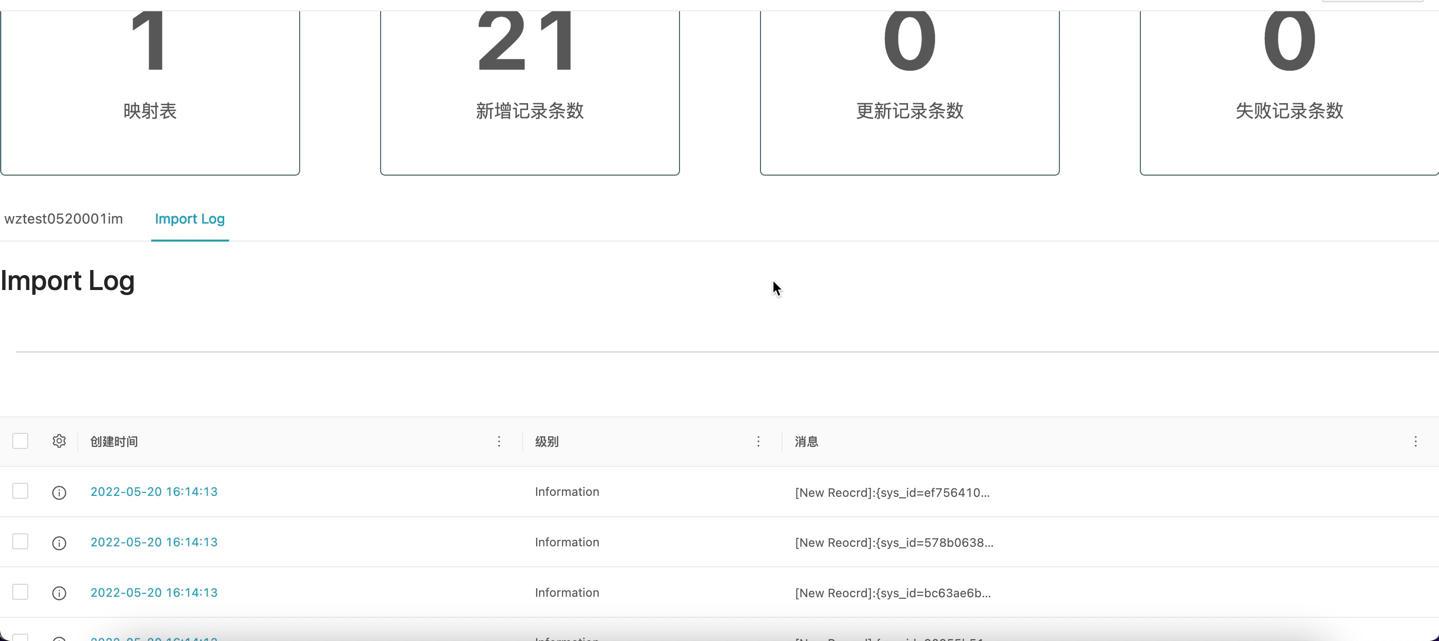 1
21
0
0
映射表
新增记录条数
更新记录条数
失败记录条数
wztest0520001im
Import Log
Import Log
创建时间
级别
消息
2022-05-20 16:14:13
Information
[New Reocrd]:{sys_id=ef756410...
2022-05-20 16:14:13
Information
[New Reocrd]:{sys_id=578b0638...
2022-05-20 16:14:13
Information
[New Reocrd]:{sys_id=bc63ae6b...